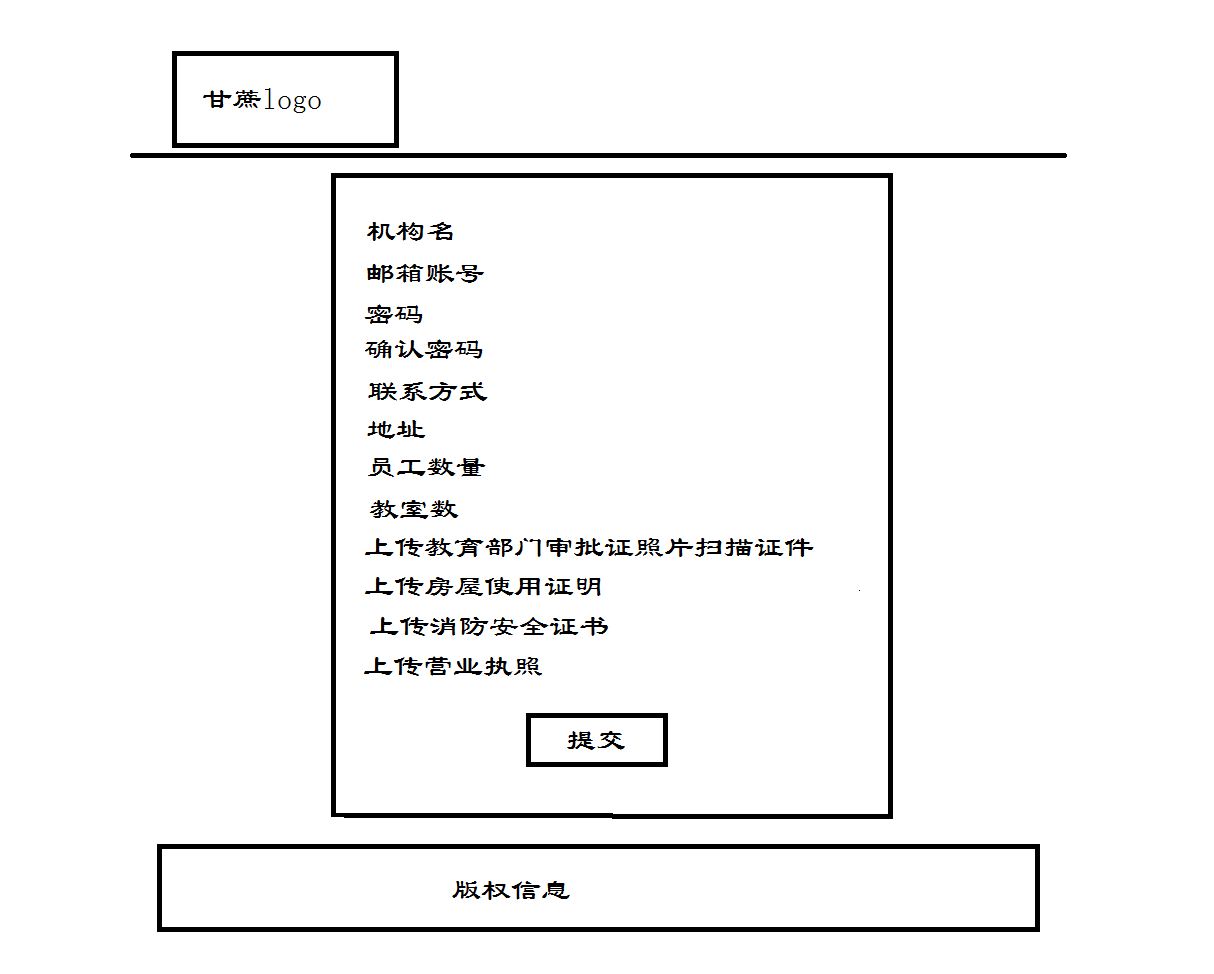 甘蔗logo
机构名
邮箱账号
密码
确认密码
联系方式
地址
员工数量
教室数
上传教育部门审批证照片扫描证件
上传房屋使用证明
上传消防安全证书
上传营业执照
提交
版权信息